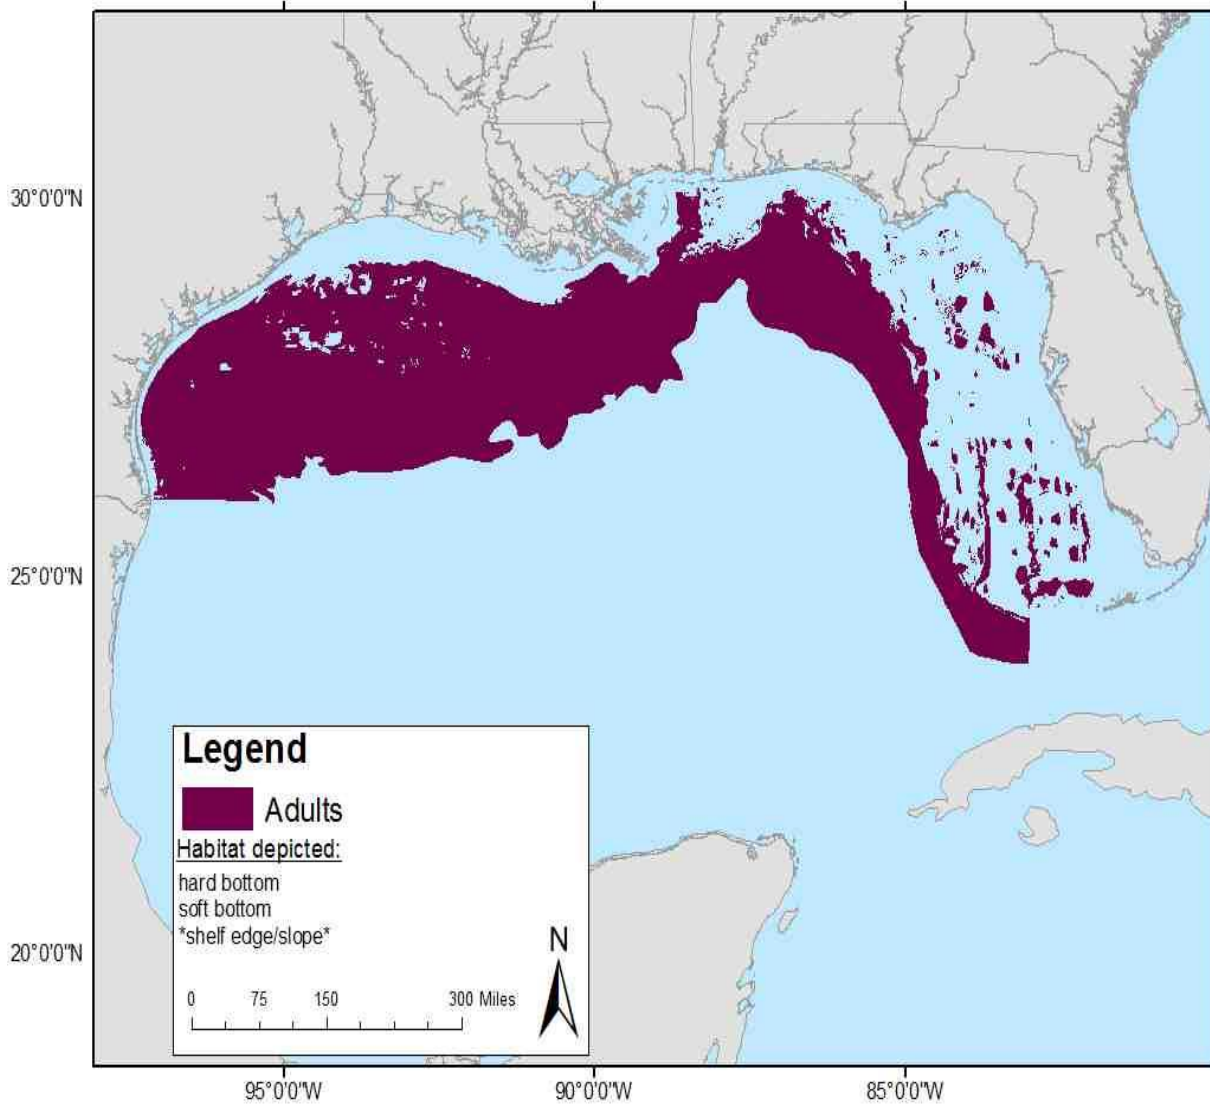 30°0'0"N
25°0'0"N
20°0'0"N
Legend
Adults
Habitat depicted:
hard bottom
soft bottom
*shelf edge/slope*
N
0 75 150 300 Miles
95°0'0"W 90°0'0"W 85°0'0"W